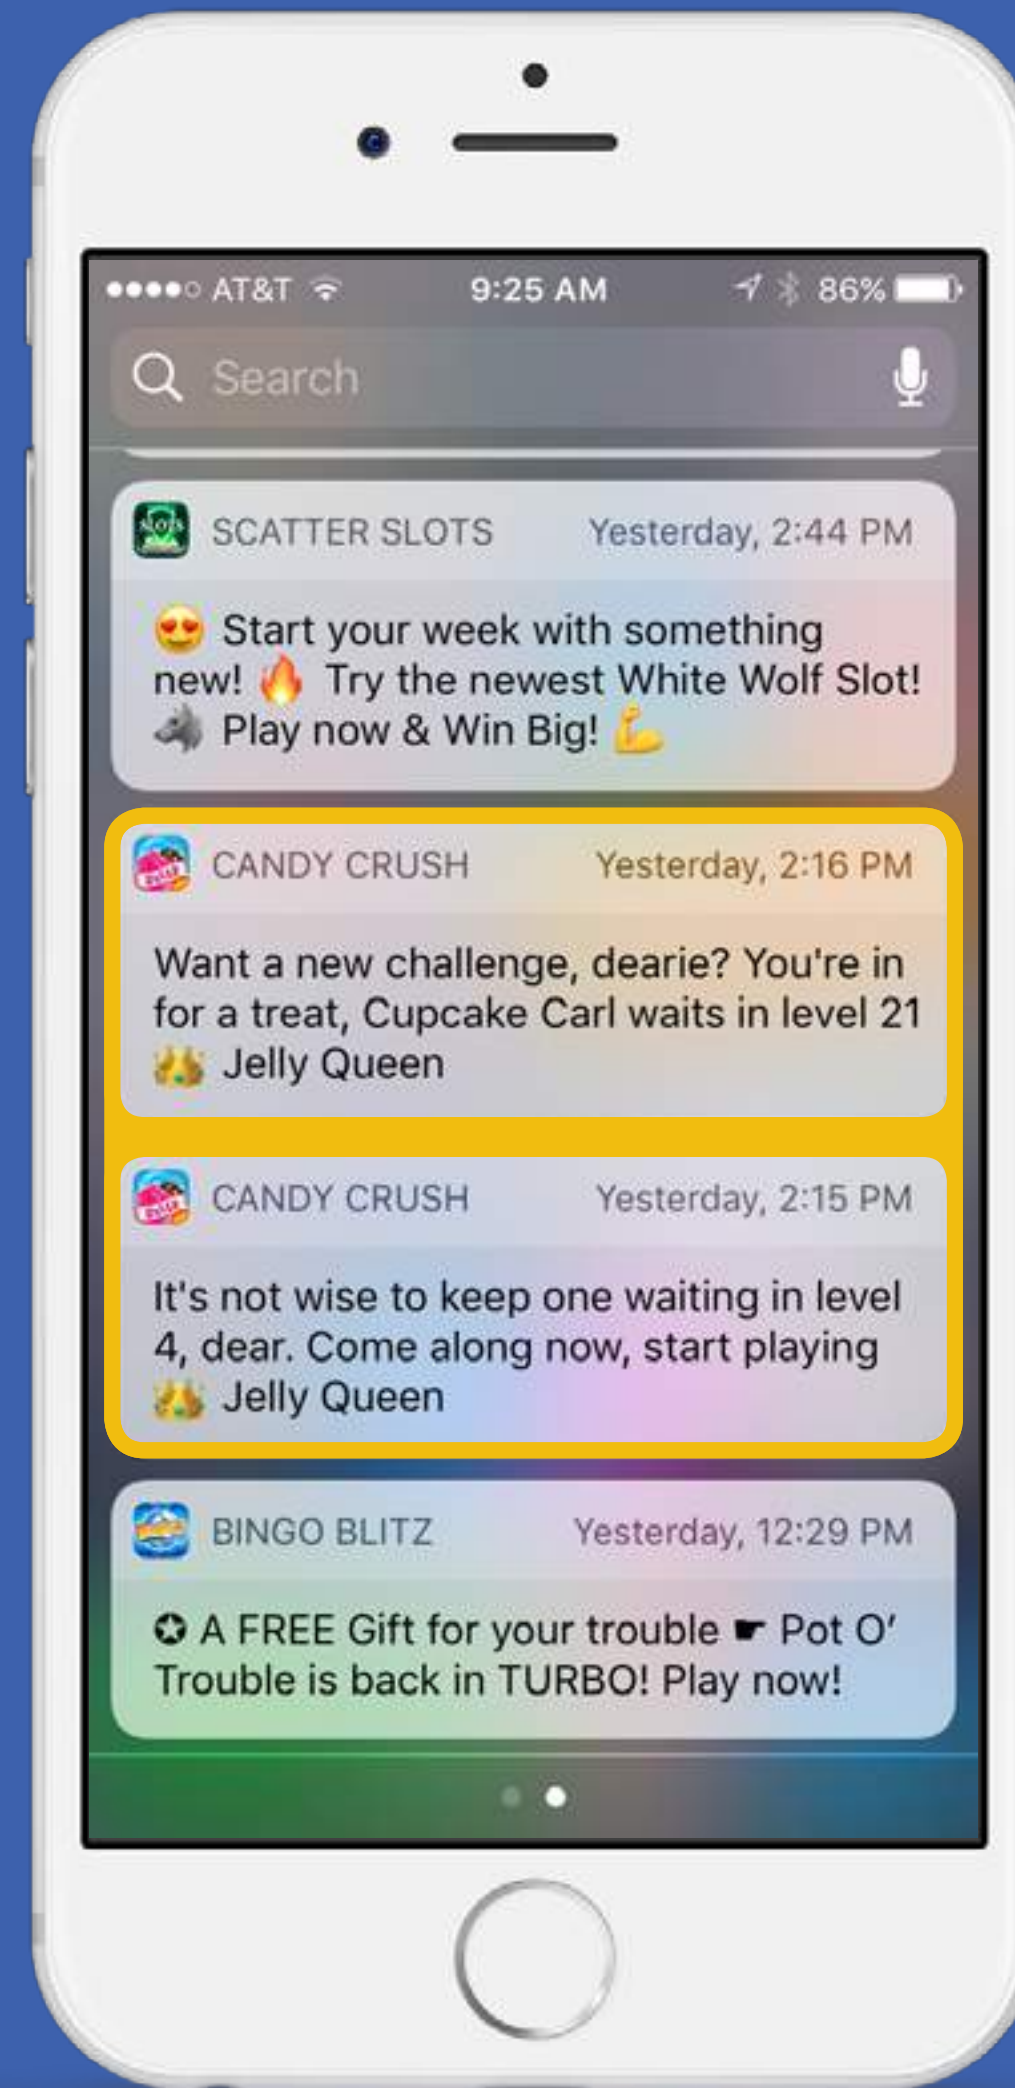 AT&T 9:25 AM 86%
Search
slots
SCATTER SLOTS Yesterday, 2:44 PM
😍 Start your week with something
new! 🔥 Try the newest White Wolf Slot!
🐺 Play now & Win Big! 💪
CANDY CRUSH Yesterday, 2:16 PM
Want a new challenge, dearie? You're in
for a treat, Cupcake Carl waits in level 21
👑 Jelly Queen
CANDY CRUSH Yesterday, 2:15 PM
It's not wise to keep one waiting in level
4, dear. Come along now, start playing
👑 Jelly Queen
BINGO BLITZ Yesterday, 12:29 PM
✪ A FREE Gift for your trouble ☛ Pot O’
Trouble is back in TURBO! Play now!